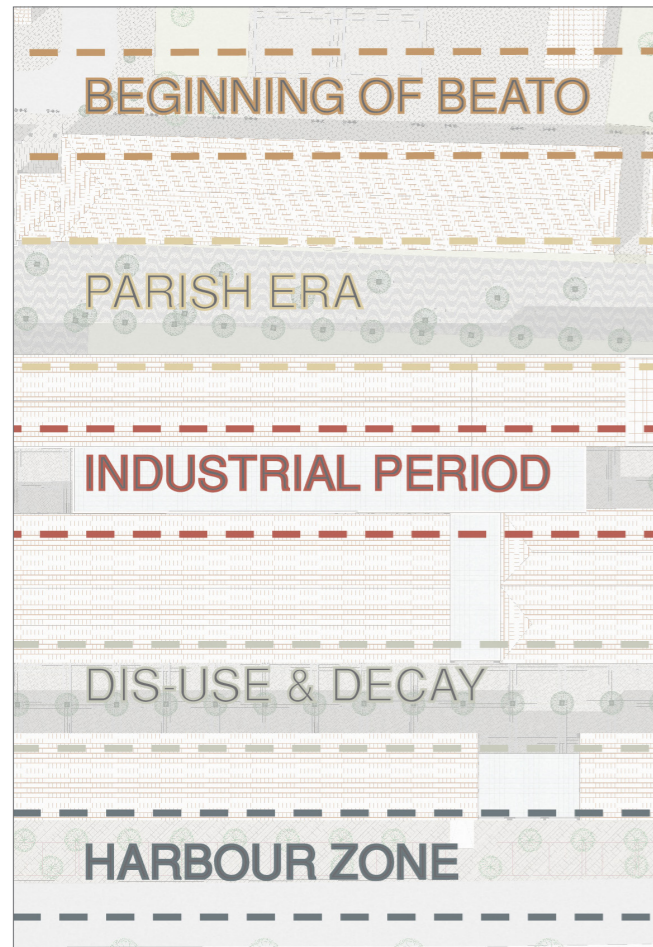 BEGINNING OF BEATO
PARISH ERA
INDUSTRIAL PERIOD
DIS-USE & DECAY
HARBOUR ZONE